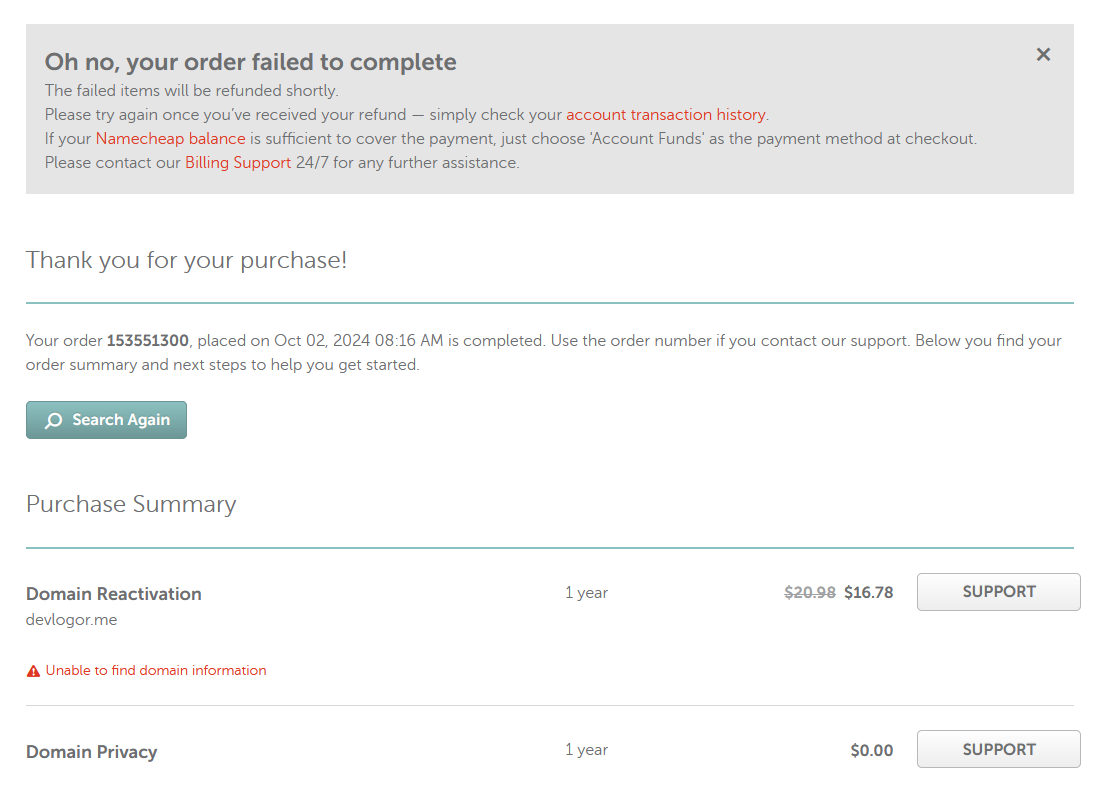 Oh no, your order failed to complete
The failed items will be refunded shortly.
Please try again once you’ve received your refund — simply check your account transaction history.
If your Namecheap balance is sufficient to cover the payment, just choose 'Account Funds' as the payment method at checkout.
Please contact our Billing Support 24/7 for any further assistance.
Thank you for your purchase!
Your order 153551300, placed on Oct 02, 2024 08:16 AM is completed. Use the order number if you contact our support. Below you find your
order summary and next steps to help you get started.
Search Again
Purchase Summary
Domain Reactivation 1 year $20.98 $16.78 SUPPORT
devlogor.me
Unable to find domain information
Domain Privacy 1 year $0.00 SUPPORT